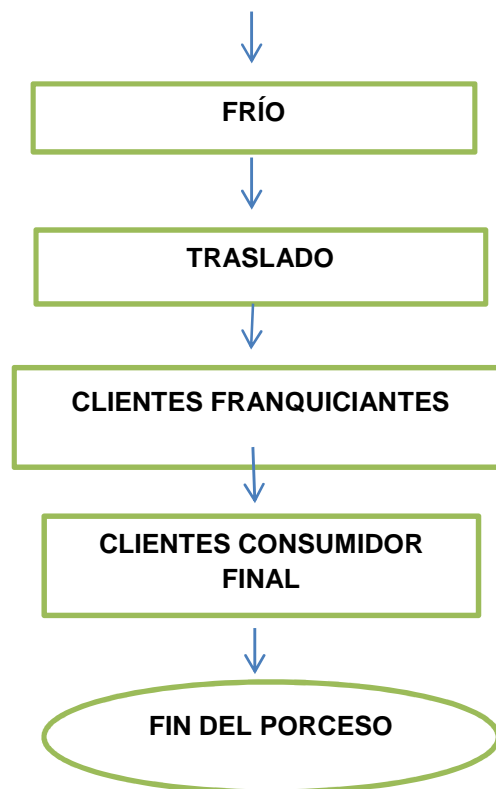 FRÍO
TRASLADO
CLIENTES FRANQUICIANTES
CLIENTES CONSUMIDOR
FINAL
FIN DEL PORCESO